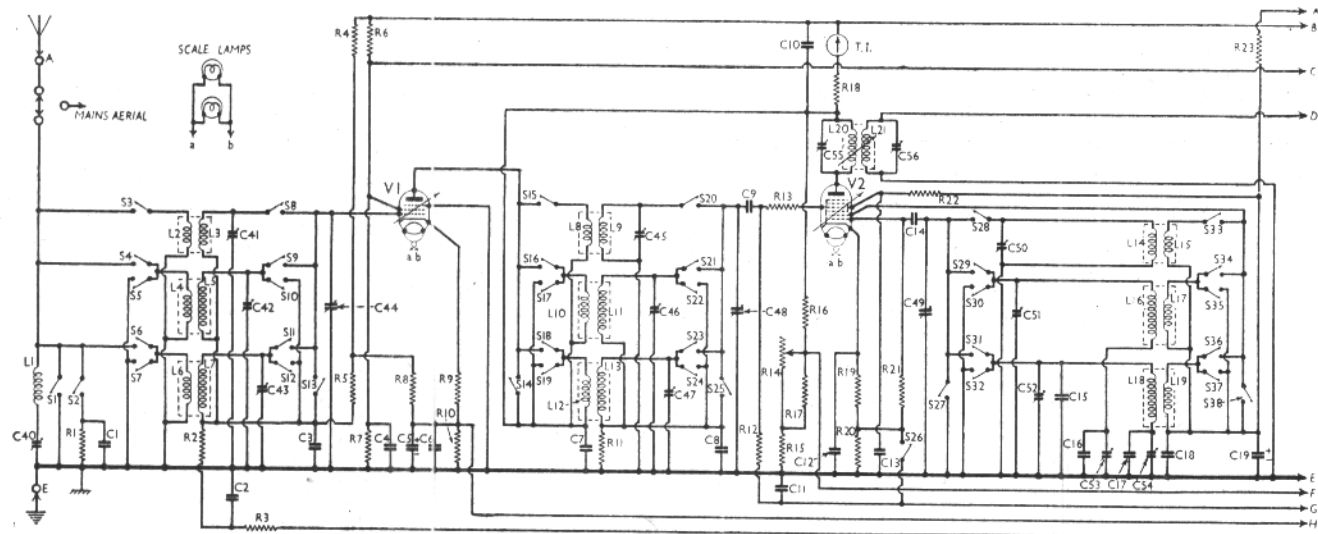 A
SCALE LAMPS
MAINS AERIAL
a b
R4 R6
C10
T.I.
R18
R23
A
B
C
D
L20 L21
C55 C56
V1
a b
V2
a b
S3 S8
L2 L3
C41
S4 S9
S5 S10
L4 L5
C42
C44
S6 S11
S7 S12
L6 L7
C43
S13
L1
S1 S2
C40
R1 C1
R2
C3
R5
R7
C4
R8
C5
C6
R9
R10
E
C2
R3
S15 S20
L8 L9
C45
S16 S21
S17 S22
L10 L11
C46
C48
S18 S23
S19 S24
S14
L12 L13
C47
S25
C7
R11
C8
C9
R13
R12
R16
R14
R17
R15
C11
C12
R19
R20
C13
R21
S26
R22
C14
C49
S28 S33
C50
L14 L15
S29 S34
S30 S35
C51
L16 L17
S31 S36
S32 S37
S27
C52
C15
L18 L19
S38
C16
C53
C17
C54
C18
C19
+
−
E
F
G
H